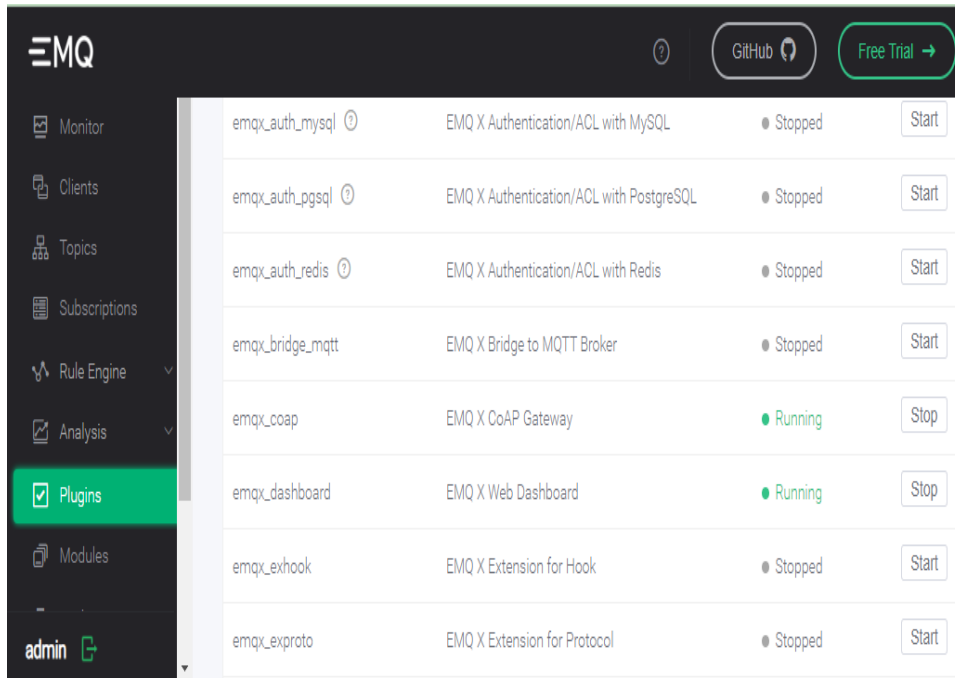 EMQ
GitHub
Free Trial →
Monitor
Clients
Topics
Subscriptions
Rule Engine
Analysis
Plugins
Modules
admin
emqx_auth_mysql ? EMQ X Authentication/ACL with MySQL Stopped Start
emqx_auth_pgsql ? EMQ X Authentication/ACL with PostgreSQL Stopped Start
emqx_auth_redis ? EMQ X Authentication/ACL with Redis Stopped Start
emqx_bridge_mqtt EMQ X Bridge to MQTT Broker Stopped Start
emqx_coap EMQ X CoAP Gateway Running Stop
emqx_dashboard EMQ X Web Dashboard Running Stop
emqx_exhook EMQ X Extension for Hook Stopped Start
emqx_exproto EMQ X Extension for Protocol Stopped Start